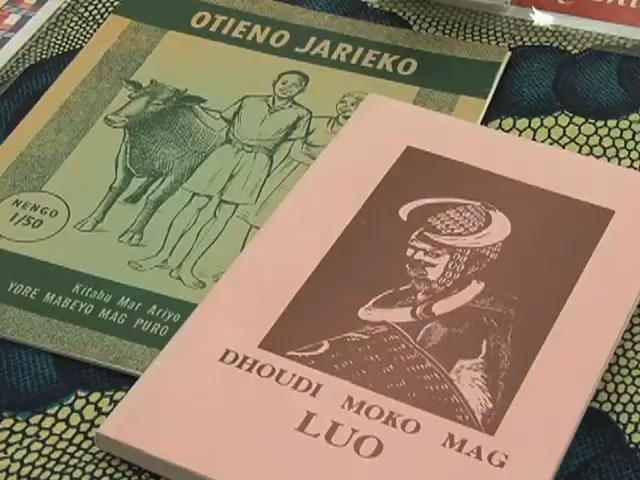 OTIENO JARIEKO
NENGO
1/50
Kitabu Mar Ariyo
YORE MABEYO MAG PURO
DHOUDI MOKO MAG
LUO